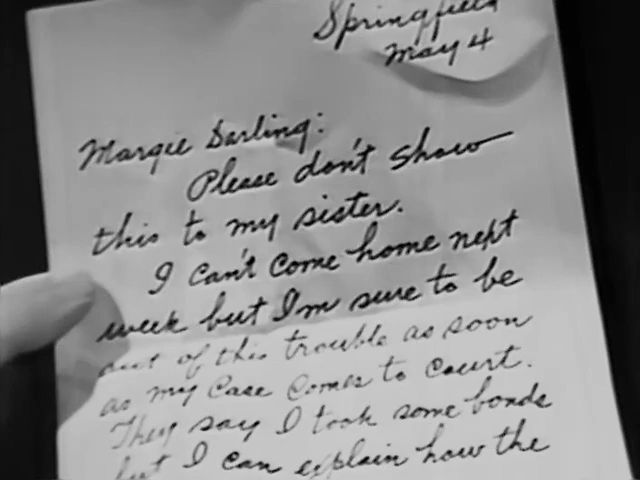 Springfield
May 4
Margie Darling:
Please don't show
this to my sister.
I can't come home next
week but I'm sure to be
out of this trouble as soon
as my case comes to court.
They say I took some bonds
but I can explain how the